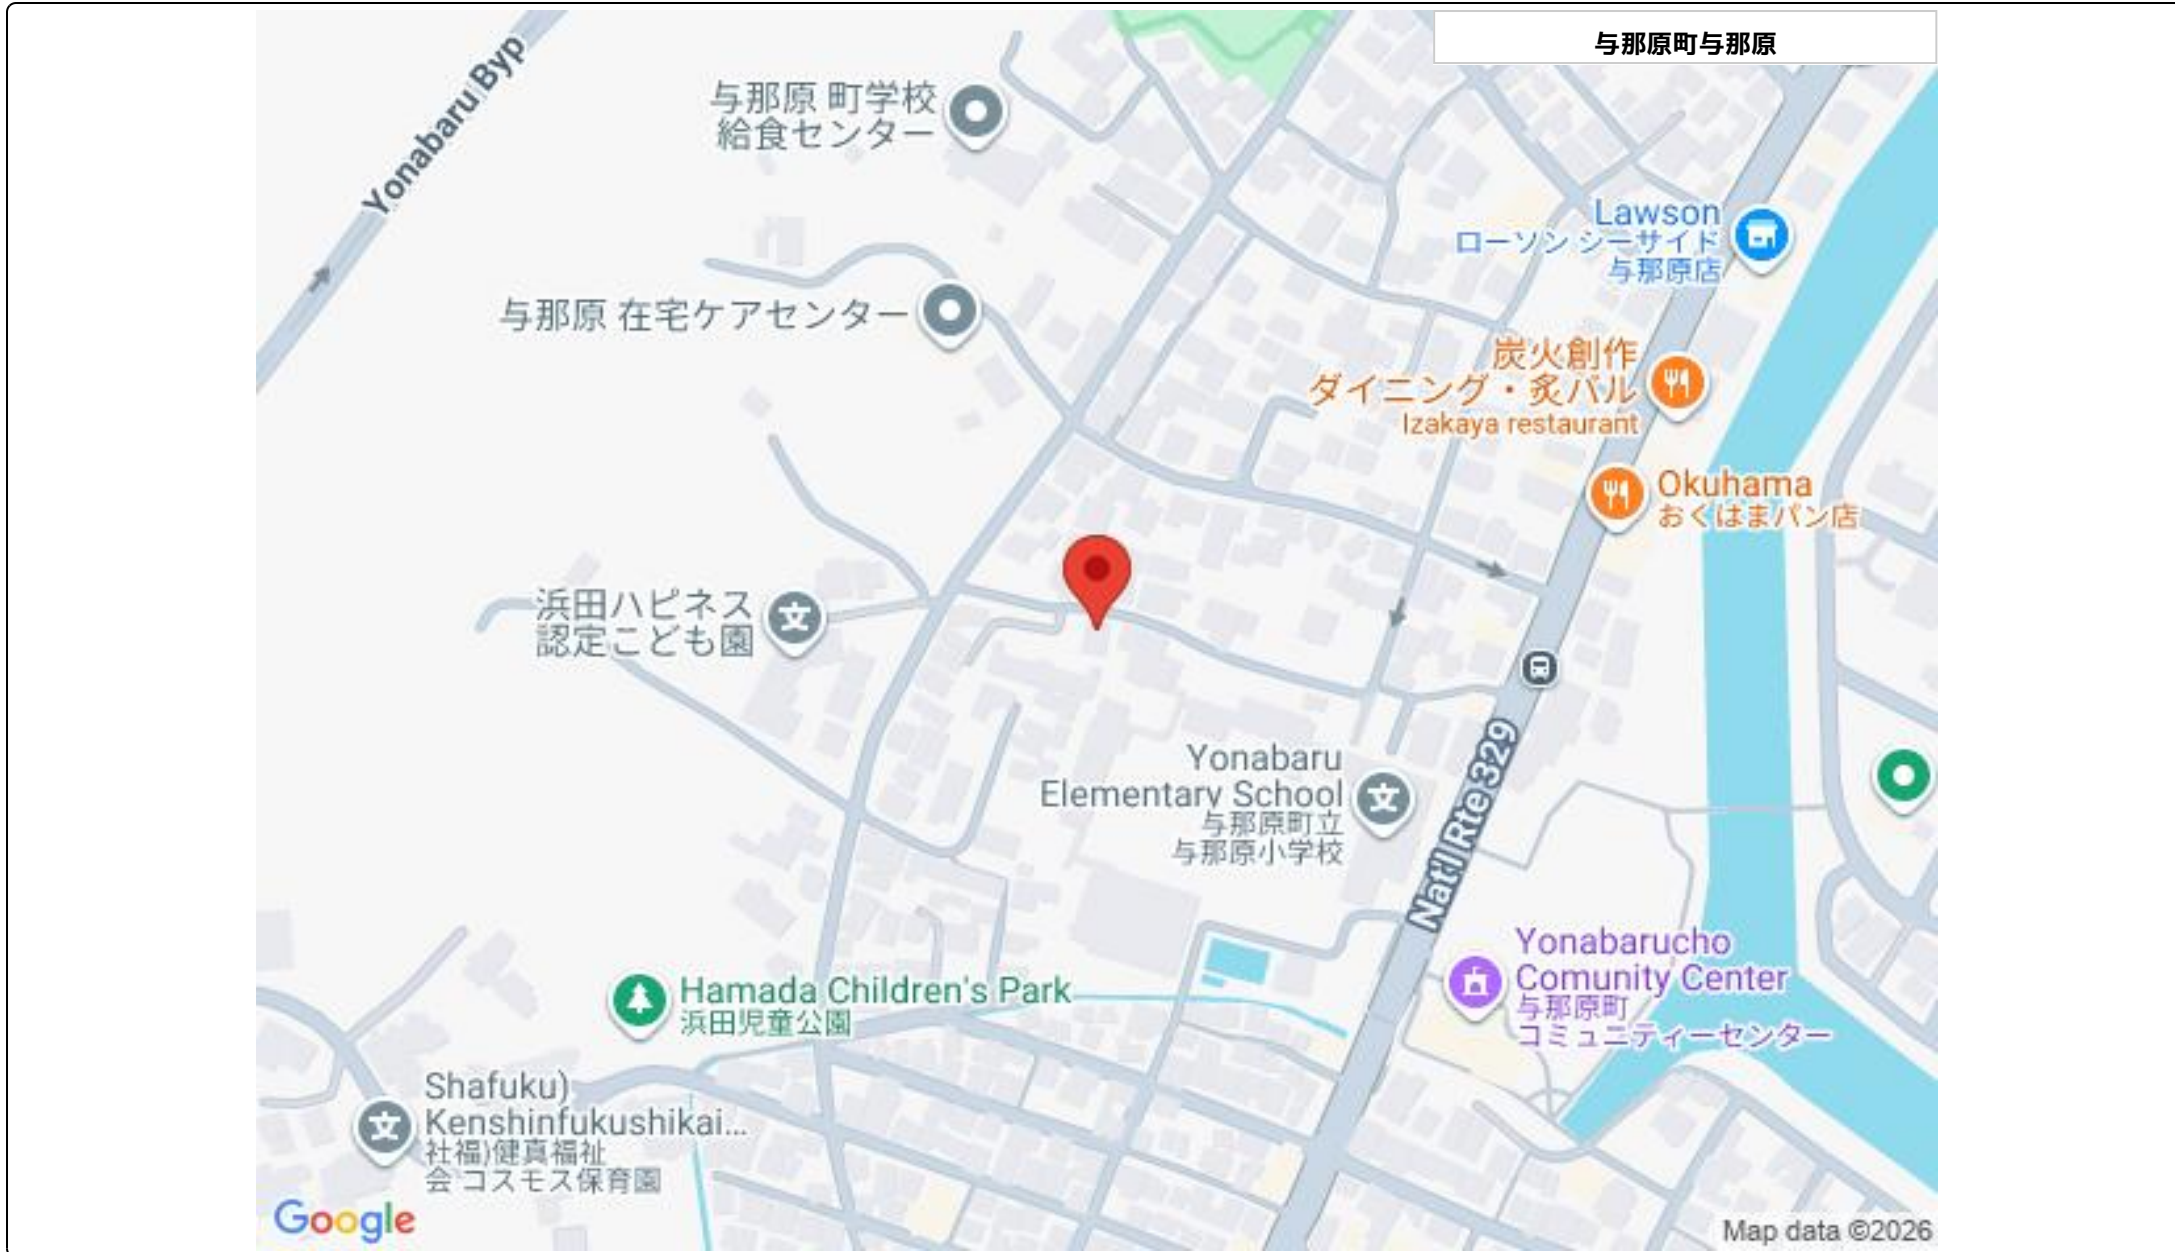 与那原町与那原
Yonabaru Byp
与那原 町学校
給食センター
Lawson
ローソン シーサイド
与那原店
与那原 在宅ケアセンター
炭火創作
ダイニング・炙バル
Izakaya restaurant
Okuhama
おくはまパン店
浜田ハピネス
認定こども園
Yonabaru
Elementary School
与那原町立
与那原小学校
Nat'l Rte 329
Yonabarucho
Comunity Center
与那原町
コミュニティーセンター
Hamada Children's Park
浜田児童公園
Shafuku)
Kenshinfukushikai...
社福)健真福祉
会 コスモス保育園
Google
Map data ©2026